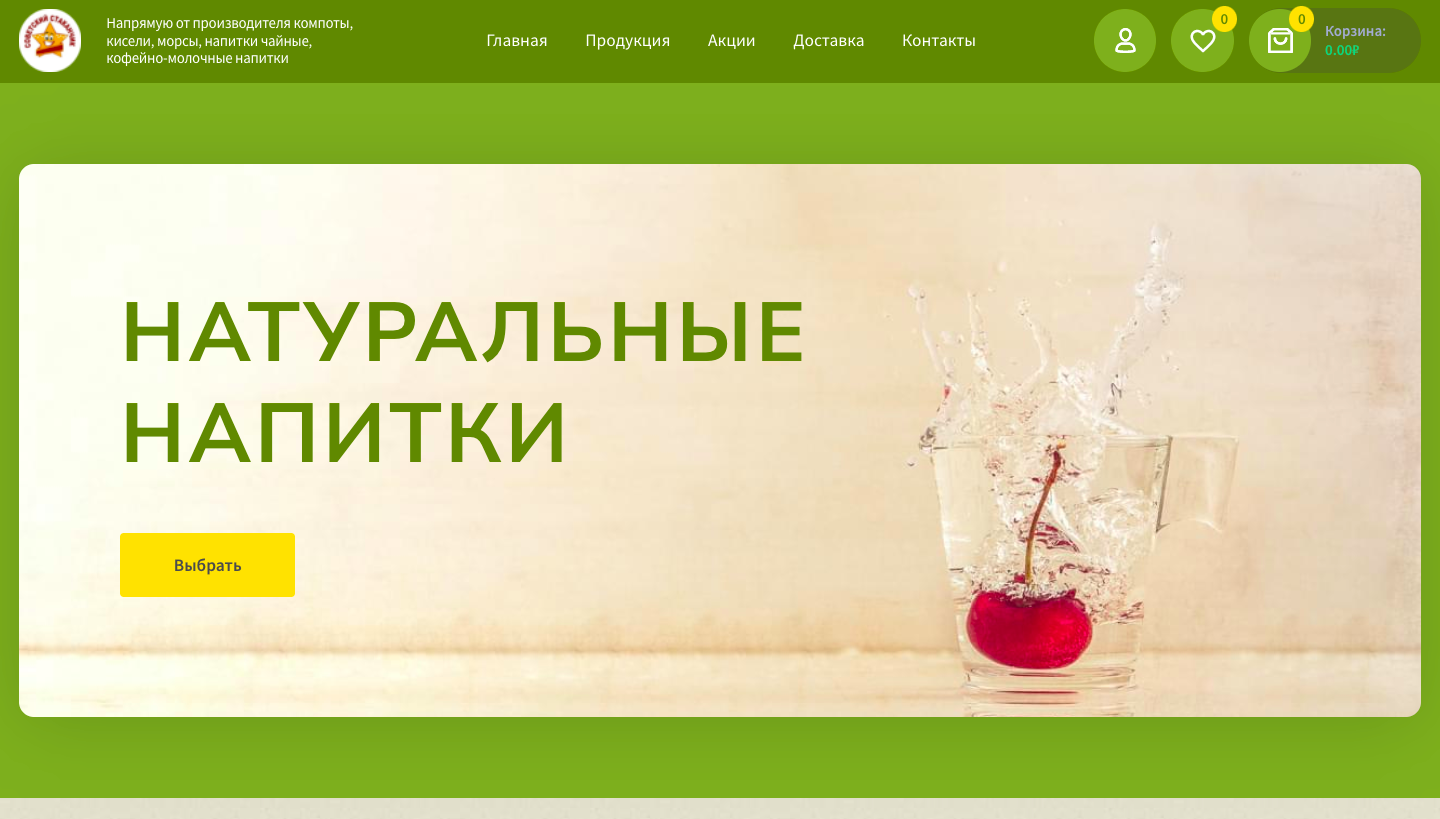 СОВЕТСКИЙ СТАКАНЧИК
Напрямую от производителя компоты,
кисели, морсы, напитки чайные,
кофейно-молочные напитки
Главная
Продукция
Акции
Доставка
Контакты
0
0
Корзина:
0.00₽
НАТУРАЛЬНЫЕ
НАПИТКИ
Выбрать